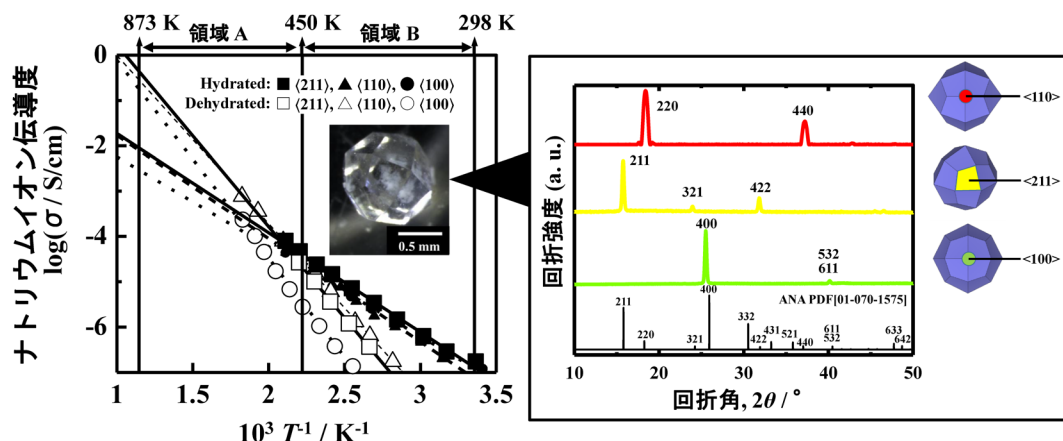 873 K 450 K 298 K
領域 A 領域 B
ナトリウムイオン伝導度
log(σ / S/cm)
0
-2
-4
-6
Hydrated: ■ ⟨211⟩, ▲ ⟨110⟩, ● ⟨100⟩
Dehydrated: □ ⟨211⟩, △ ⟨110⟩, ○ ⟨100⟩
0.5 mm
1 1.5 2 2.5 3 3.5
10³ T⁻¹ / K⁻¹
回折強度 (a. u.)
220 440
211 321 422
400
532
611
ANA PDF[01-070-1575]
211 220 321 400 332 422 431 521 440 611 532 633 642
10 20 30 40 50
回折角, 2θ / °
<110>
<211>
<100>